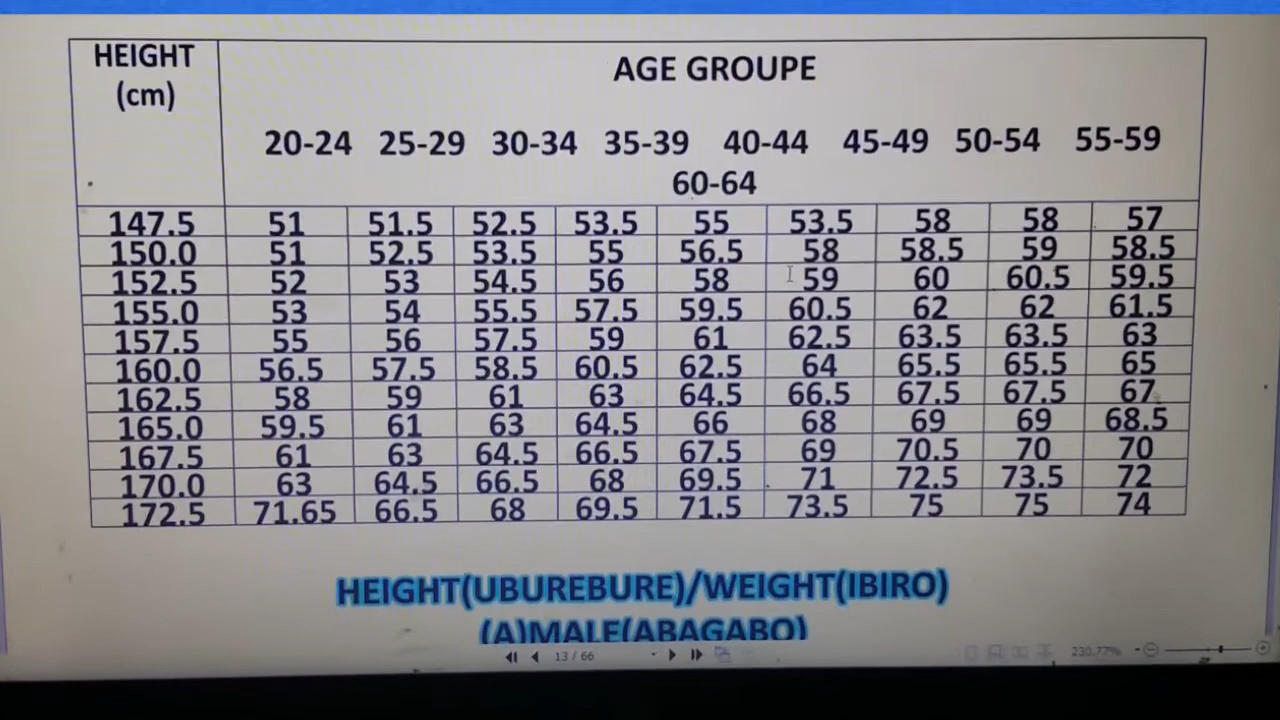 HEIGHT
(cm)
AGE GROUPE
20-24 25-29 30-34 35-39 40-44 45-49 50-54 55-59
60-64
147.5 51 51.5 52.5 53.5 55 53.5 58 58 57
150.0 51 52.5 53.5 55 56.5 58 58.5 59 58.5
152.5 52 53 54.5 56 58 59 60 60.5 59.5
155.0 53 54 55.5 57.5 59.5 60.5 62 62 61.5
157.5 55 56 57.5 59 61 62.5 63.5 63.5 63
160.0 56.5 57.5 58.5 60.5 62.5 64 65.5 65.5 65
162.5 58 59 61 63 64.5 66.5 67.5 67.5 67
165.0 59.5 61 63 64.5 66 68 69 69 68.5
167.5 61 63 64.5 66.5 67.5 69 70.5 70 70
170.0 63 64.5 66.5 68 69.5 71 72.5 73.5 72
172.5 71.65 66.5 68 69.5 71.5 73.5 75 75 74
HEIGHT(UBUREBURE)/WEIGHT(IBIRO)
(A)MALE(ABAGABO)
13 / 66
230.77%